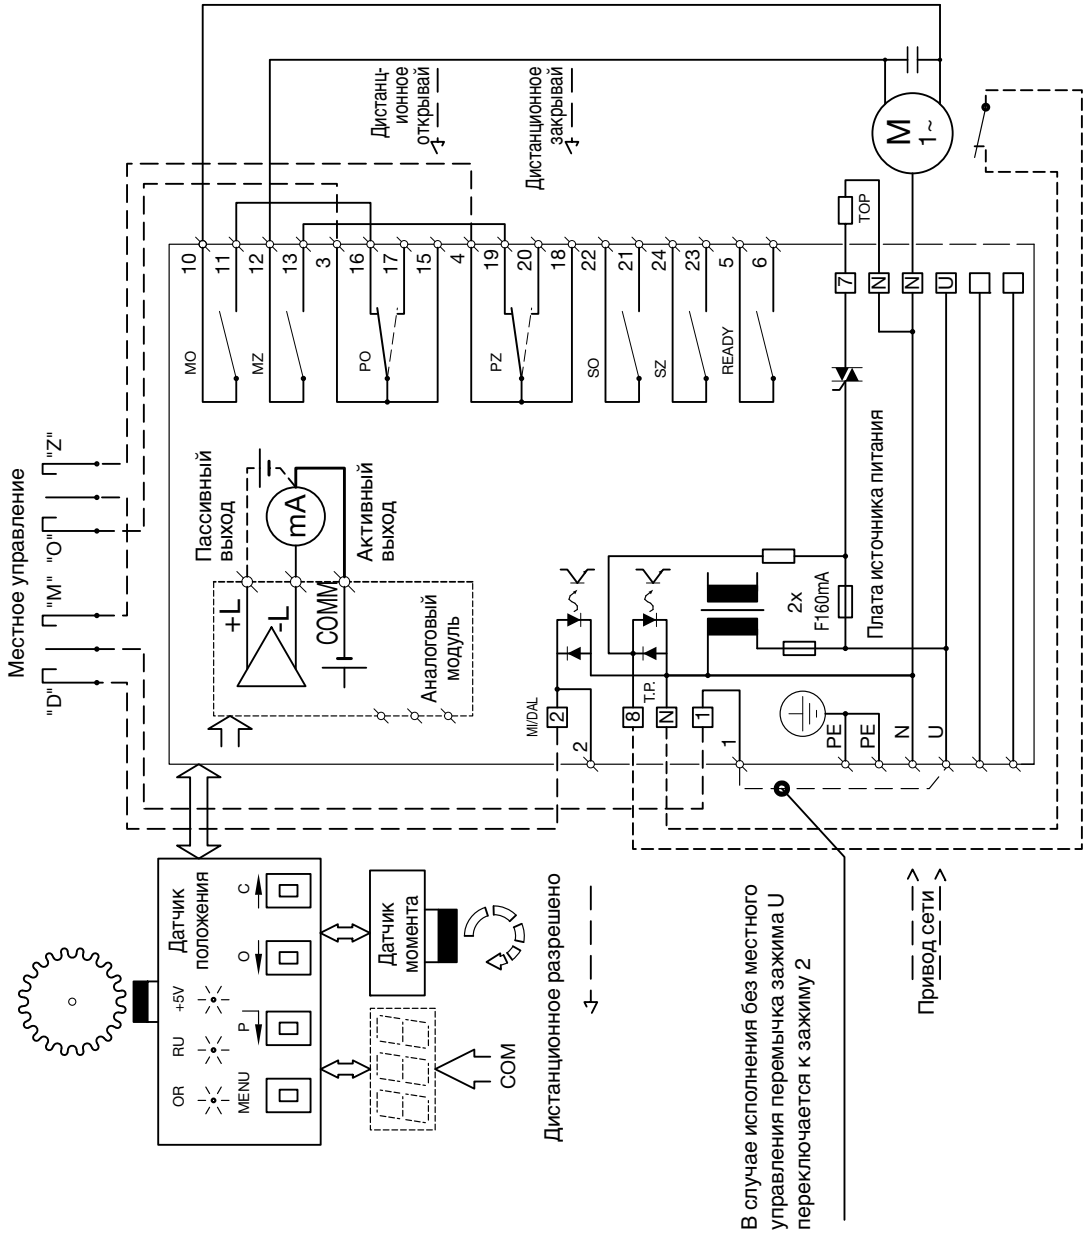 Местное управление
"D"
"M"
"O"
"Z"
Дистанц-
ионное
открывай
Дистанционное
закрывай
10
11
12
13
3
16
17
15
4
19
20
18
22
21
24
23
5
6
MO
MZ
PO
PZ
SO
SZ
READY
7
N
N
U
TOP
M
1~
Пассивный
выход
mA
Активный
выход
+L
-L
COMM
Аналоговый
модуль
2x
F160mA
Плата источника питания
MI/DAL
2
2
8
T.P.
N
1
1
PE
PE
N
U
Датчик
положения
OR
RU
+5V
MENU
P
O
C
Датчик
момента
COM
Дистанционное разрешено
В случае исполнения без местного
управления перемычка зажима U
переключается к зажиму 2
Привод сети